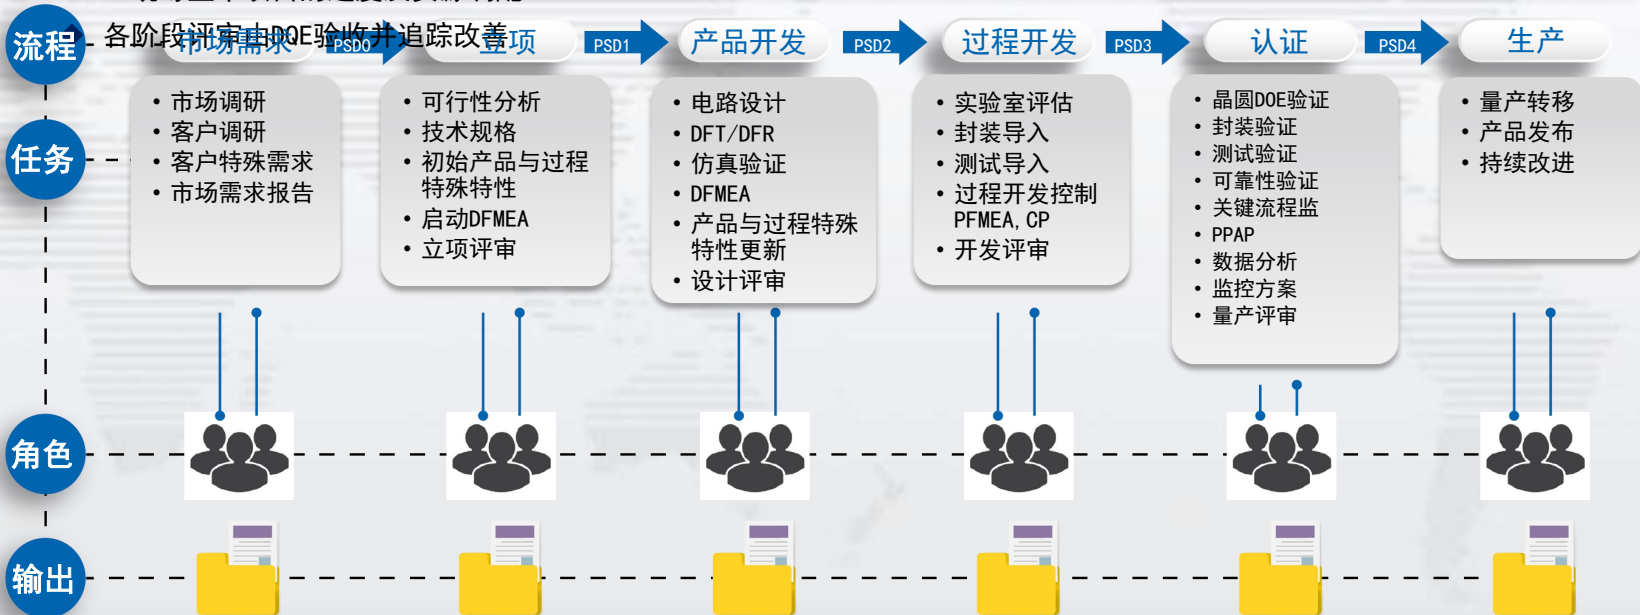 各阶段评审由DQE验收并追踪改善
流程
市场需求
PSD0
立项
PSD1
产品开发
PSD2
过程开发
PSD3
认证
PSD4
生产
任务
• 市场调研
• 客户调研
• 客户特殊需求
• 市场需求报告
• 可行性分析
• 技术规格
• 初始产品与过程
特殊特性
• 启动DFMEA
• 立项评审
• 电路设计
• DFT/DFR
• 仿真验证
• DFMEA
• 产品与过程特殊
特性更新
• 设计评审
• 实验室评估
• 封装导入
• 测试导入
• 过程开发控制
PFMEA,CP
• 开发评审
• 晶圆DOE验证
• 封装验证
• 测试验证
• 可靠性验证
• 关键流程监
• PPAP
• 数据分析
• 监控方案
• 量产评审
• 量产转移
• 产品发布
• 持续改进
角色
输出